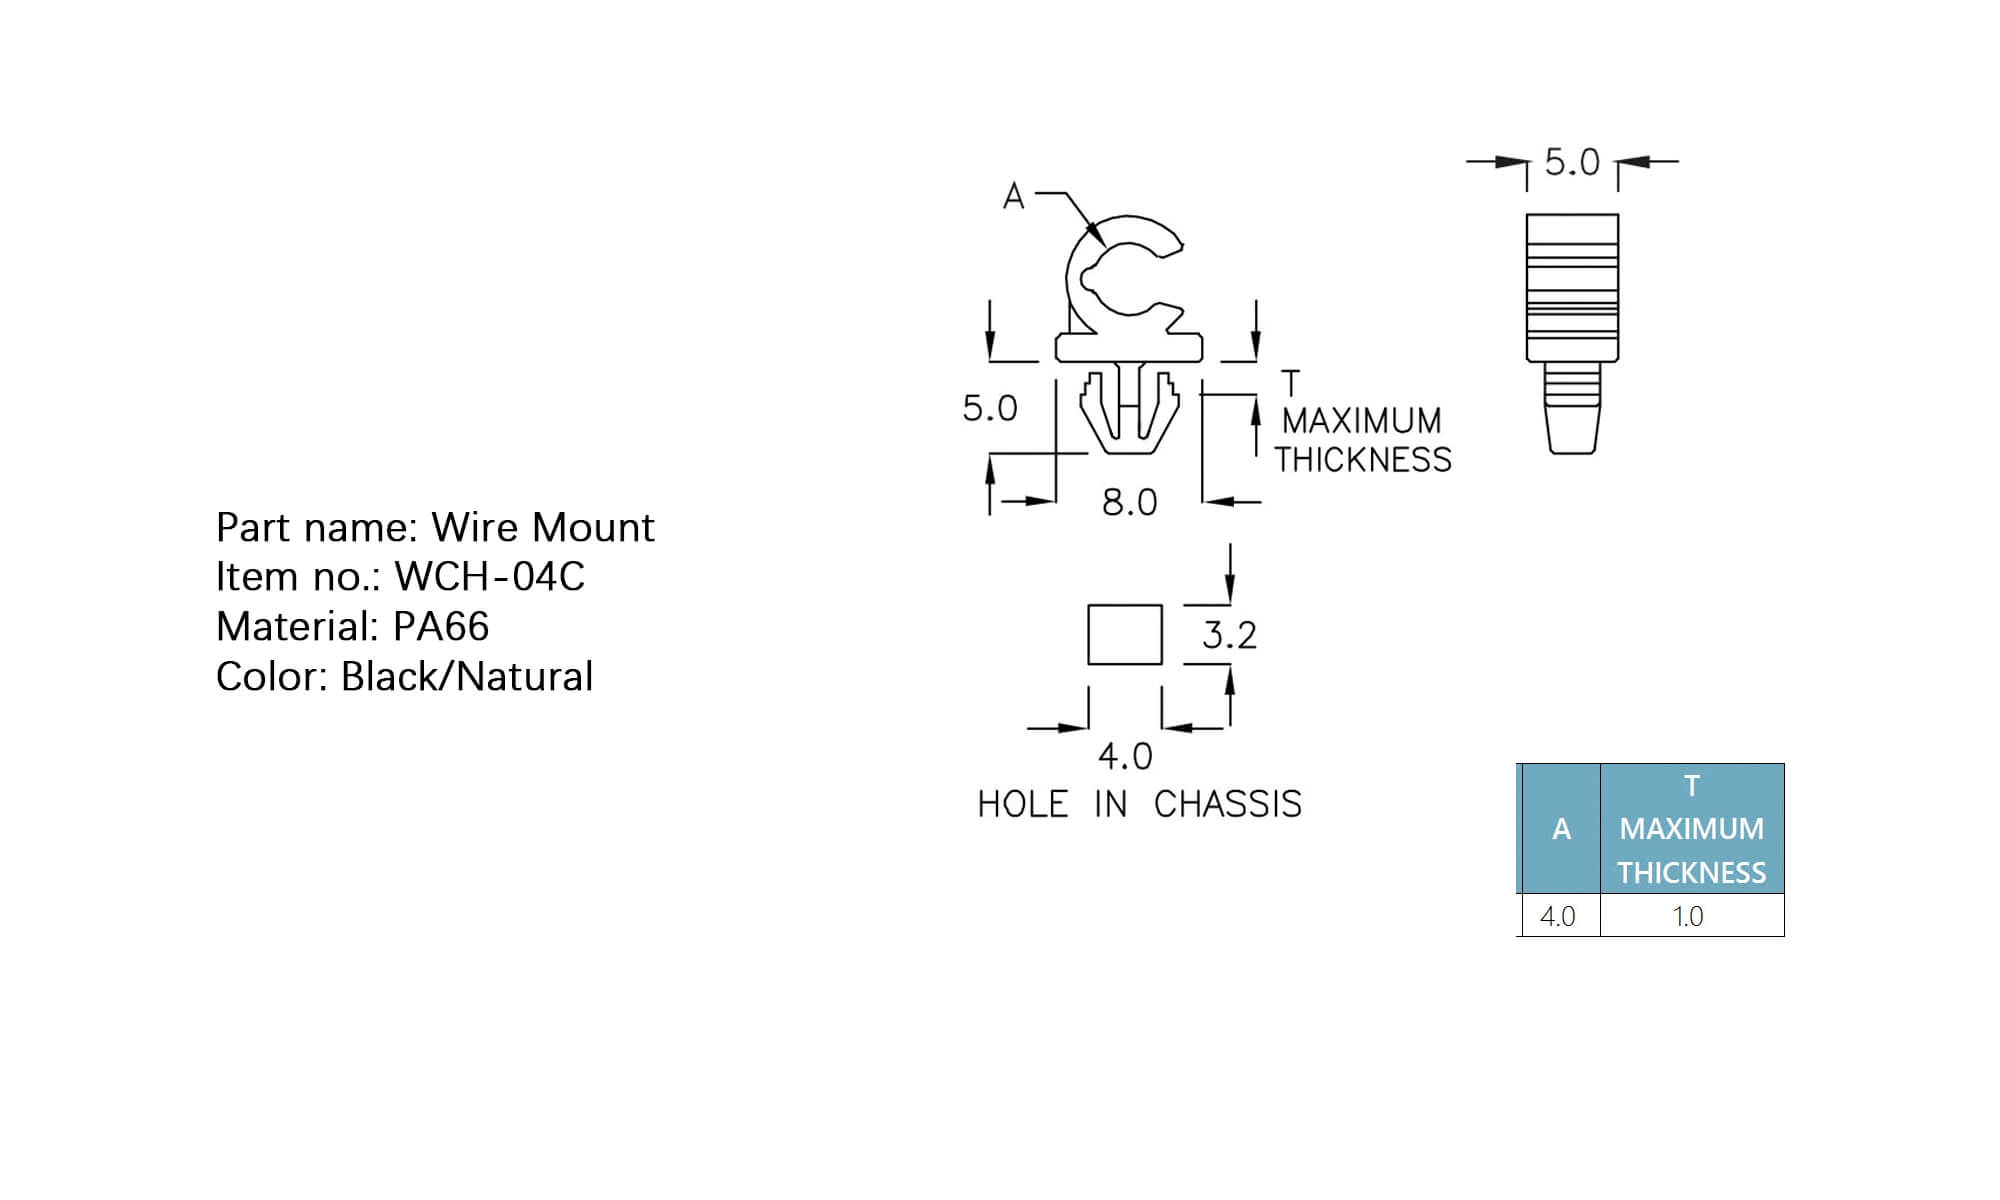 Part name: Wire Mount
Item no.: WCH-04C
Material: PA66
Color: Black/Natural
5.0
A
5.0
T
MAXIMUM
THICKNESS
8.0
3.2
4.0
HOLE IN CHASSIS
A
T
MAXIMUM
THICKNESS
4.0 1.0